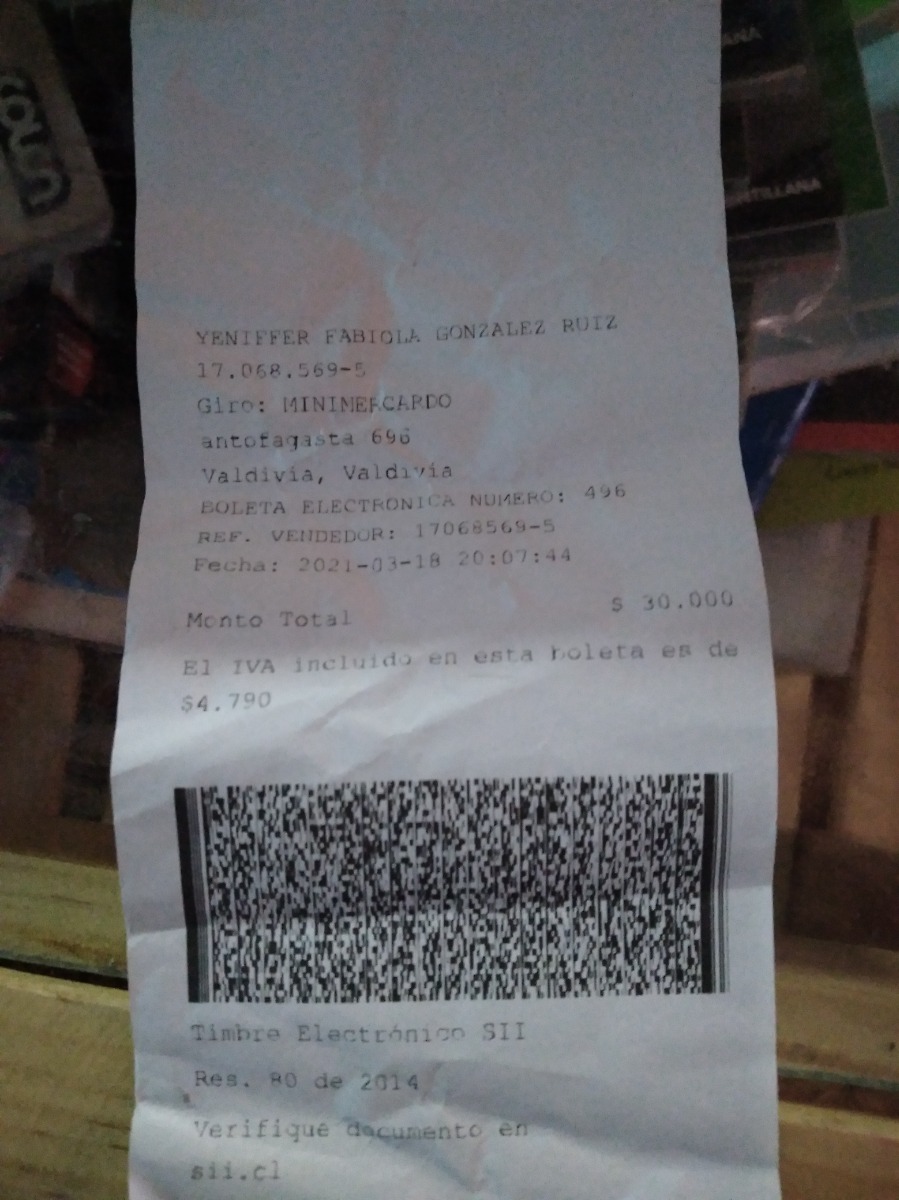 YENIFFER FABIOLA GONZALEZ RUIZ
17.068.569-5
Giro: MINIMERCARDO
antofagasta 696
Valdivia, Valdivia
BOLETA ELECTRONICA NUMERO: 496
REF. VENDEDOR: 17068569-5
Fecha: 2021-03-18 20:07:44
Monto Total $ 30.000
El IVA incluido en esta boleta es de
$4.790
Timbre Electrónico SII
Res. 80 de 2014
Verifique documento en
sii.cl